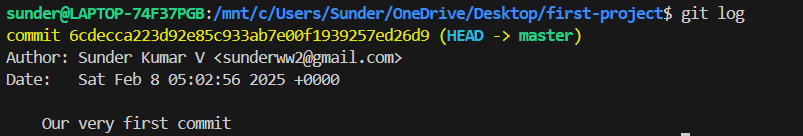 sunder@LAPTOP-74F37PGB:/mnt/c/Users/Sunder/OneDrive/Desktop/first-project$ git log
commit 6cdecca223d92e85c933ab7e00f1939257ed26d9 (HEAD -> master)
Author: Sunder Kumar V <sunderww2@gmail.com>
Date:   Sat Feb 8 05:02:56 2025 +0000
    Our very first commit